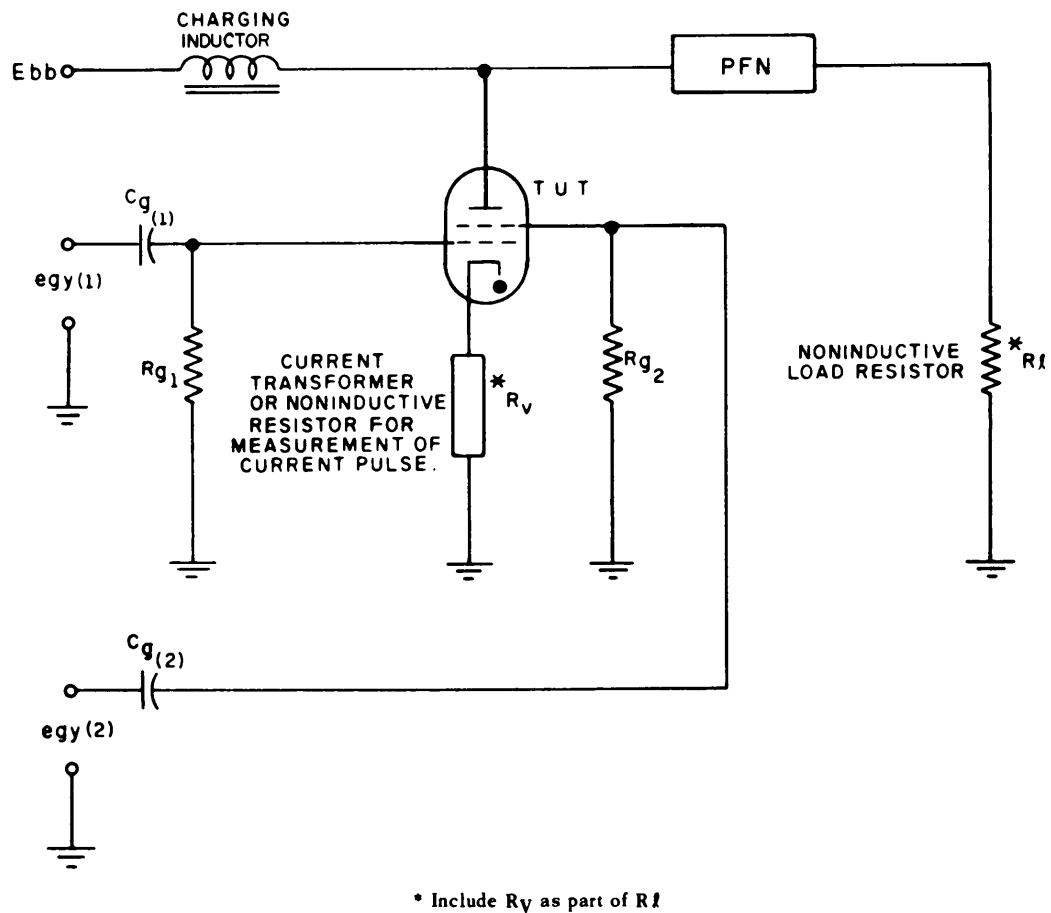 CHARGING
INDUCTOR
Ebb
PFN
TUT
Cg(1)
egy(1)
Rg1
CURRENT
TRANSFORMER
OR NONINDUCTIVE
RESISTOR FOR
MEASUREMENT OF
CURRENT PULSE.
* Rv
Rg2
NONINDUCTIVE
LOAD RESISTOR
* Rℓ
Cg(2)
egy(2)
* Include RV as part of Rℓ